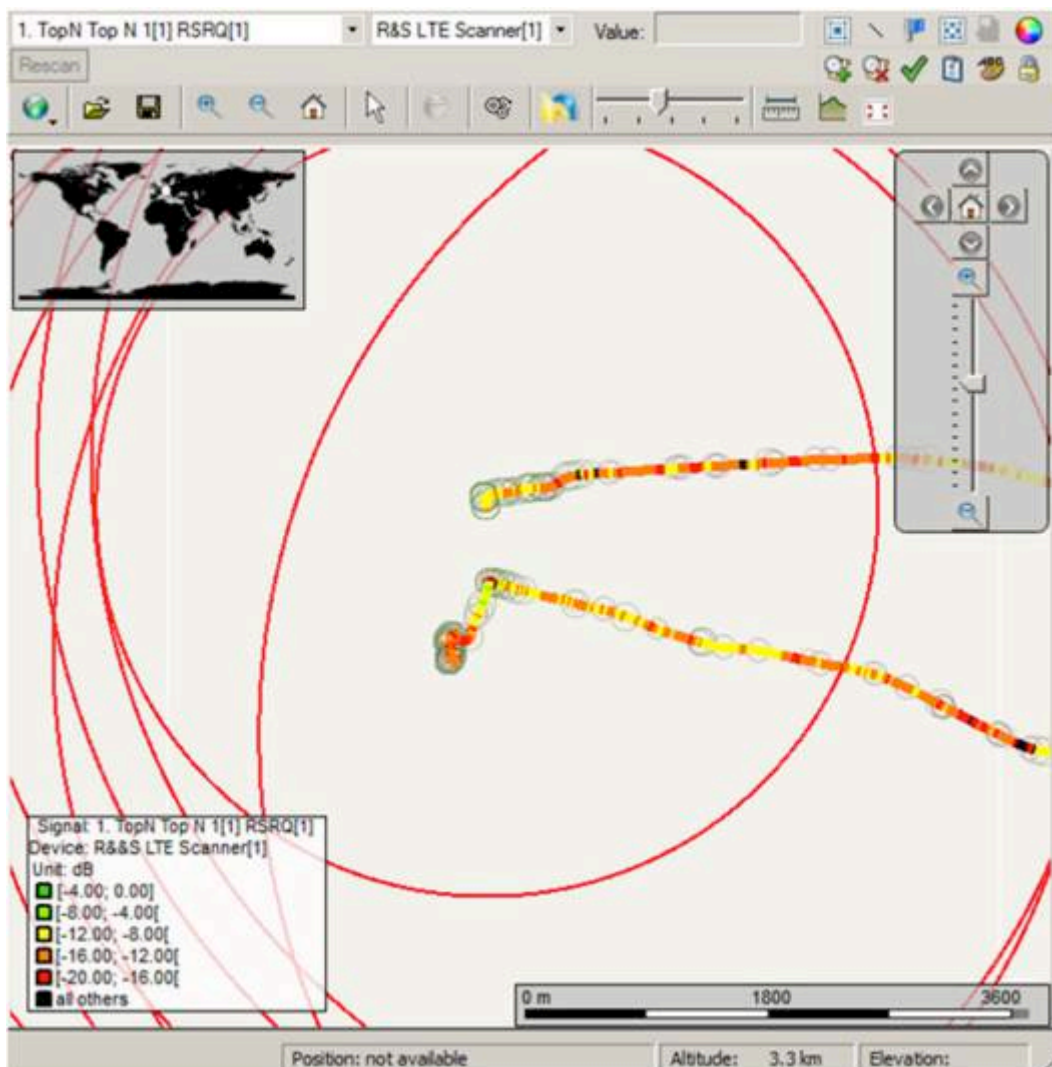 1. TopN Top N 1[1] RSRQ[1] R&S LTE Scanner[1] Value:
Rescan
Signal: 1. TopN Top N 1[1] RSRQ[1]
Device: R&&S LTE Scanner[1]
Unit: dB
[-4.00; 0.00]
[-8.00; -4.00[
[-12.00; -8.00[
[-16.00; -12.00[
[-20.00; -16.00[
all others
0 m 1800 3600
Position: not available Altitude: 3.3 km Elevation: